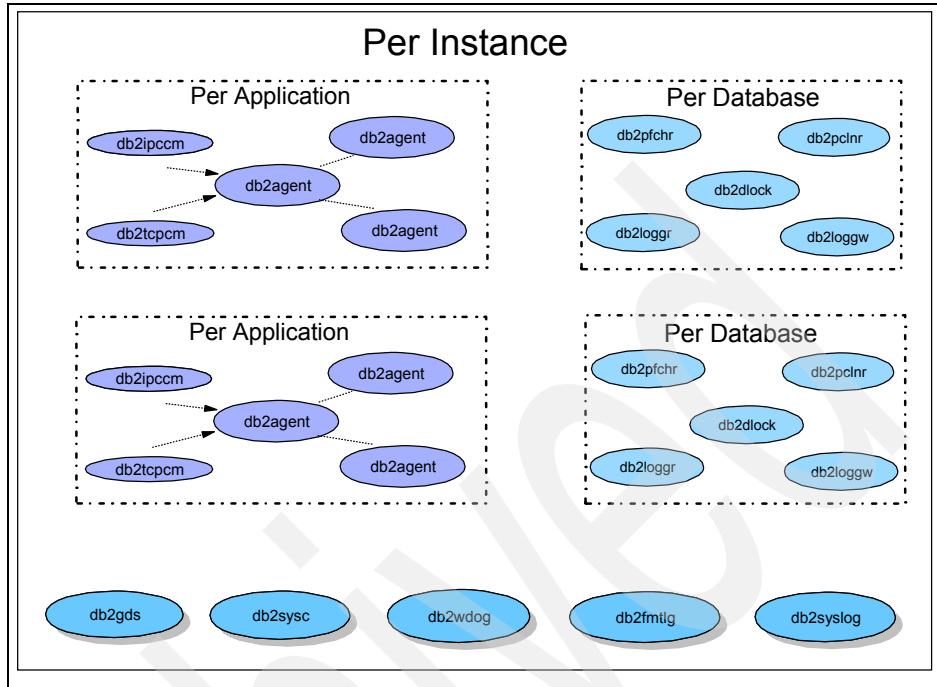 Per Instance
Per Application
db2ipccm
db2agent
db2agent
db2tcpcm
db2agent
Per Database
db2pfchr
db2pclnr
db2dlock
db2loggr
db2loggw
Per Application
db2ipccm
db2agent
db2agent
db2tcpcm
db2agent
Per Database
db2pfchr
db2pclnr
db2dlock
db2loggr
db2loggw
db2gds
db2sysc
db2wdog
db2fmtlg
db2syslog
hived